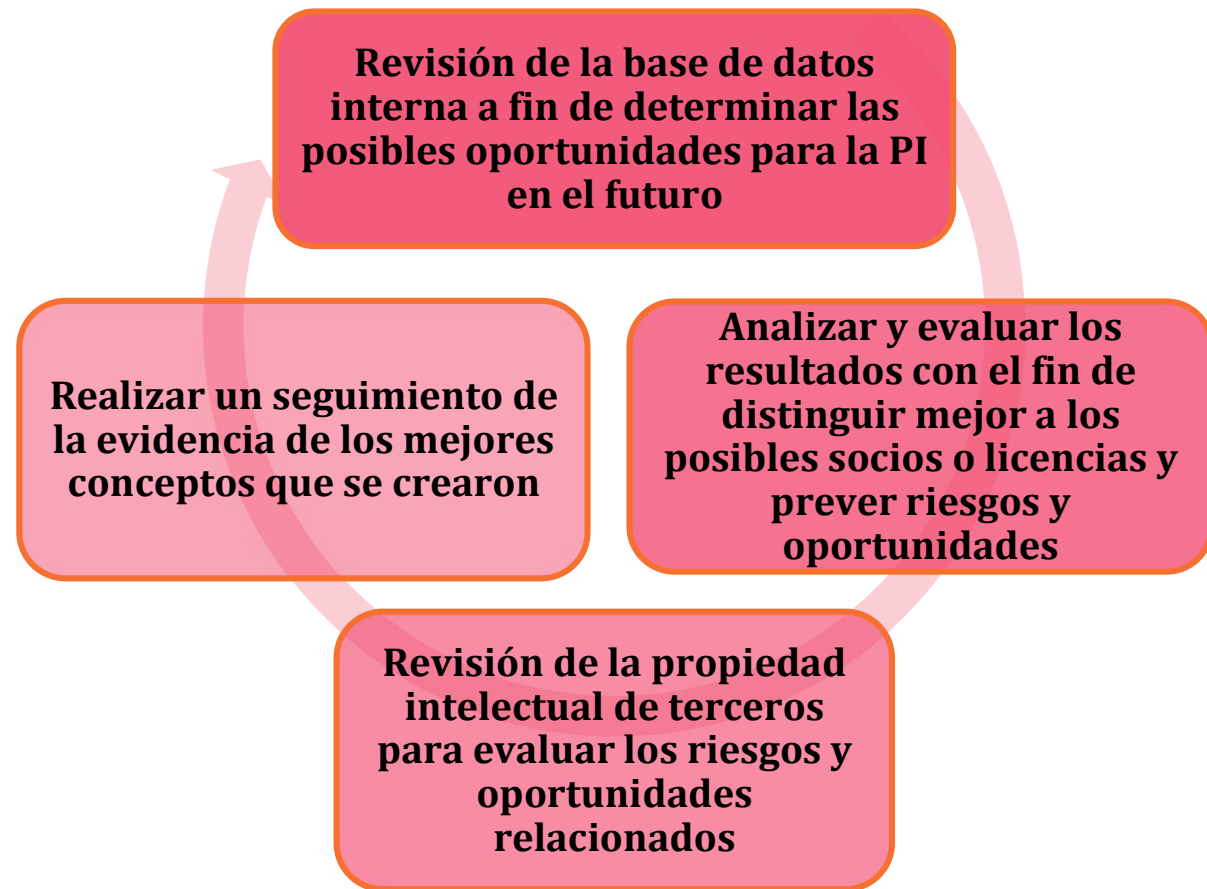 Revisión de la base de datos
interna a fin de determinar las
posibles oportunidades para la PI
en el futuro
Analizar y evaluar los
resultados con el fin de
distinguir mejor a los
posibles socios o licencias y
prever riesgos y
oportunidades
Revisión de la propiedad
intelectual de terceros
para evaluar los riesgos y
oportunidades
relacionados
Realizar un seguimiento de
la evidencia de los mejores
conceptos que se crearon